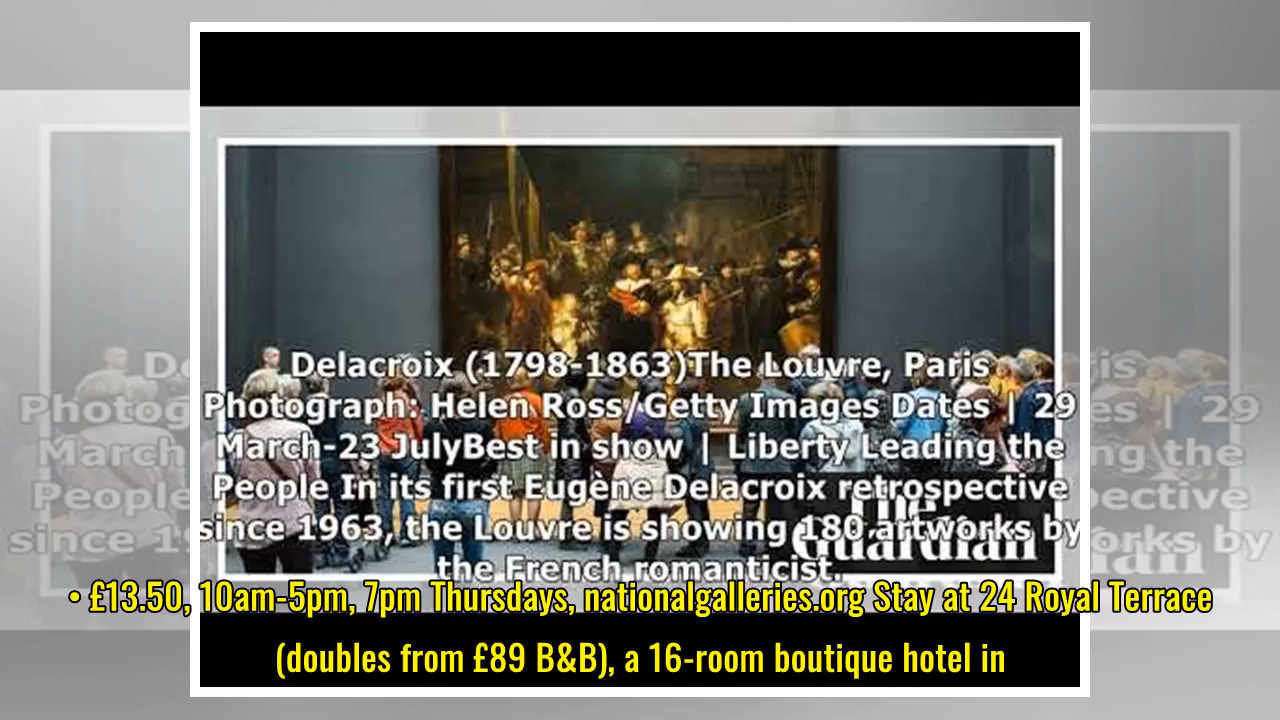 Delacroix (1798-1863)The Louvre, Paris
Photograph: Helen Ross/Getty Images Dates | 29
March-23 JulyBest in show | Liberty Leading the
People In its first Eugène Delacroix retrospective
since 1963, the Louvre is showing 180 artworks by
the French romanticist.
The
Guardian
• £13.50, 10am-5pm, 7pm Thursdays, nationalgalleries.org Stay at 24 Royal Terrace
(doubles from £89 B&B), a 16-room boutique hotel in